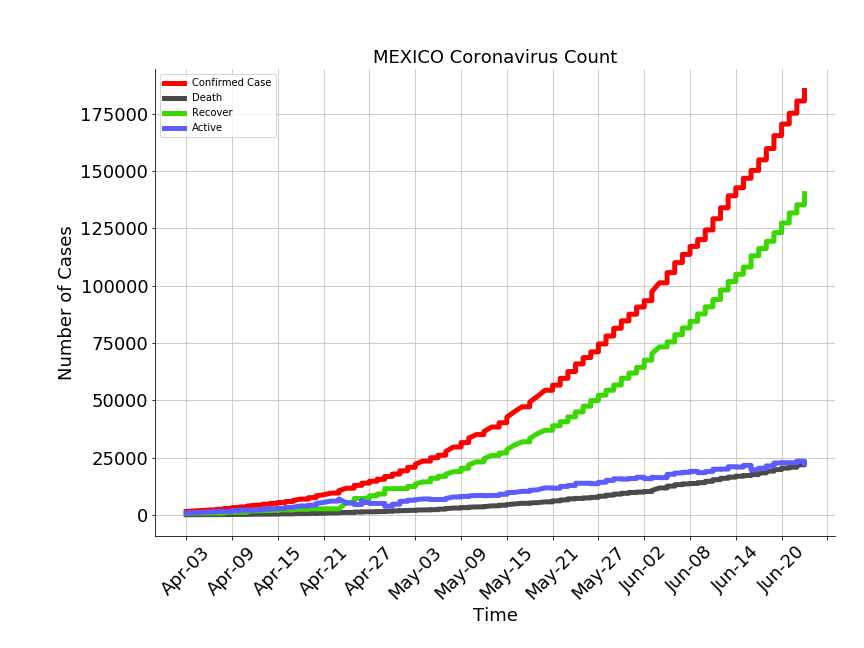 MEXICO Coronavirus Count
Confirmed Case
Death
Recover
Active
175000
150000
125000
100000
75000
50000
25000
0
Number of Cases
Apr-03
Apr-09
Apr-15
Apr-21
Apr-27
May-03
May-09
May-15
May-21
May-27
Jun-02
Jun-08
Jun-14
Jun-20
Time